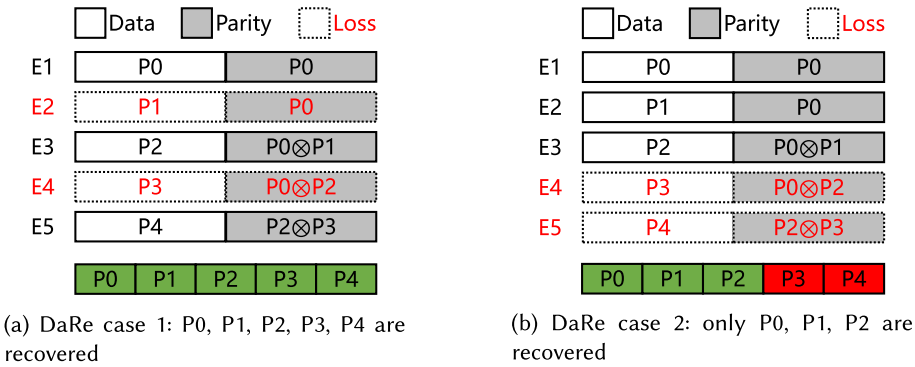 Data Parity Loss
E1 P0 P0
E2 P1 P0
E3 P2 P0⊗P1
E4 P3 P0⊗P2
E5 P4 P2⊗P3
P0 P1 P2 P3 P4
(a) DaRe case 1: P0, P1, P2, P3, P4 are
recovered
Data Parity Loss
E1 P0 P0
E2 P1 P0
E3 P2 P0⊗P1
E4 P3 P0⊗P2
E5 P4 P2⊗P3
P0 P1 P2 P3 P4
(b) DaRe case 2: only P0, P1, P2 are
recovered